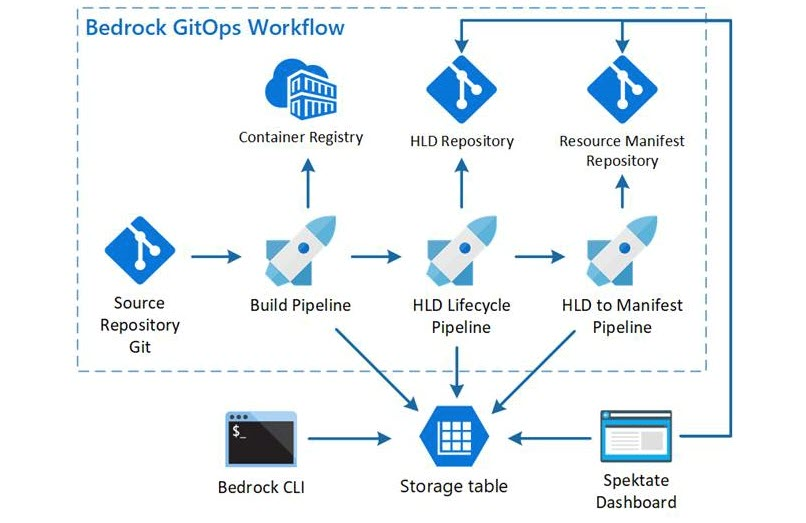 Bedrock GitOps Workflow
Container Registry
HLD Repository
Resource Manifest
Repository
Source
Repository
Git
Build Pipeline
HLD Lifecycle
Pipeline
HLD to Manifest
Pipeline
$_
Bedrock CLI
Storage table
Spektate
Dashboard